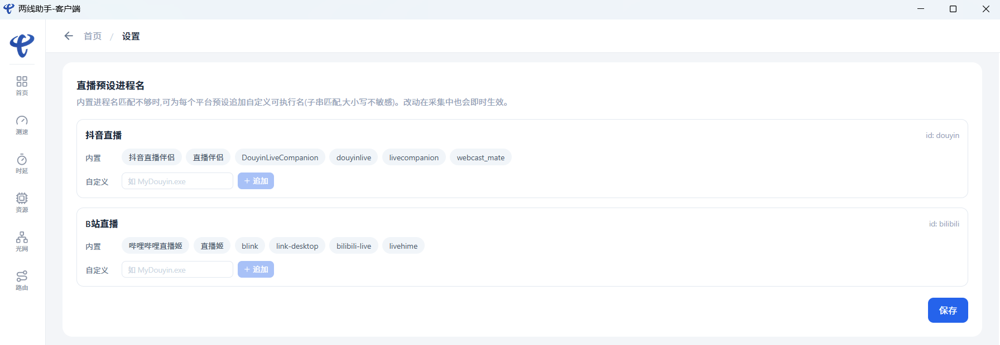 两线助手-客户端
首页 / 设置
首页
测速
时延
资源
光网
路由
直播预设进程名
内置进程名匹配不够时,可为每个平台预设追加自定义可执行名(子串匹配,大小写不敏感)。改动在采集中也会即时生效。
抖音直播 id: douyin
内置 抖音直播伴侣 直播伴侣 DouyinLiveCompanion douyinlive livecompanion webcast_mate
自定义 如 MyDouyin.exe + 追加
B站直播 id: bilibili
内置 哔哩哔哩直播姬 直播姬 blink link-desktop bilibili-live livehime
自定义 如 MyDouyin.exe + 追加
保存